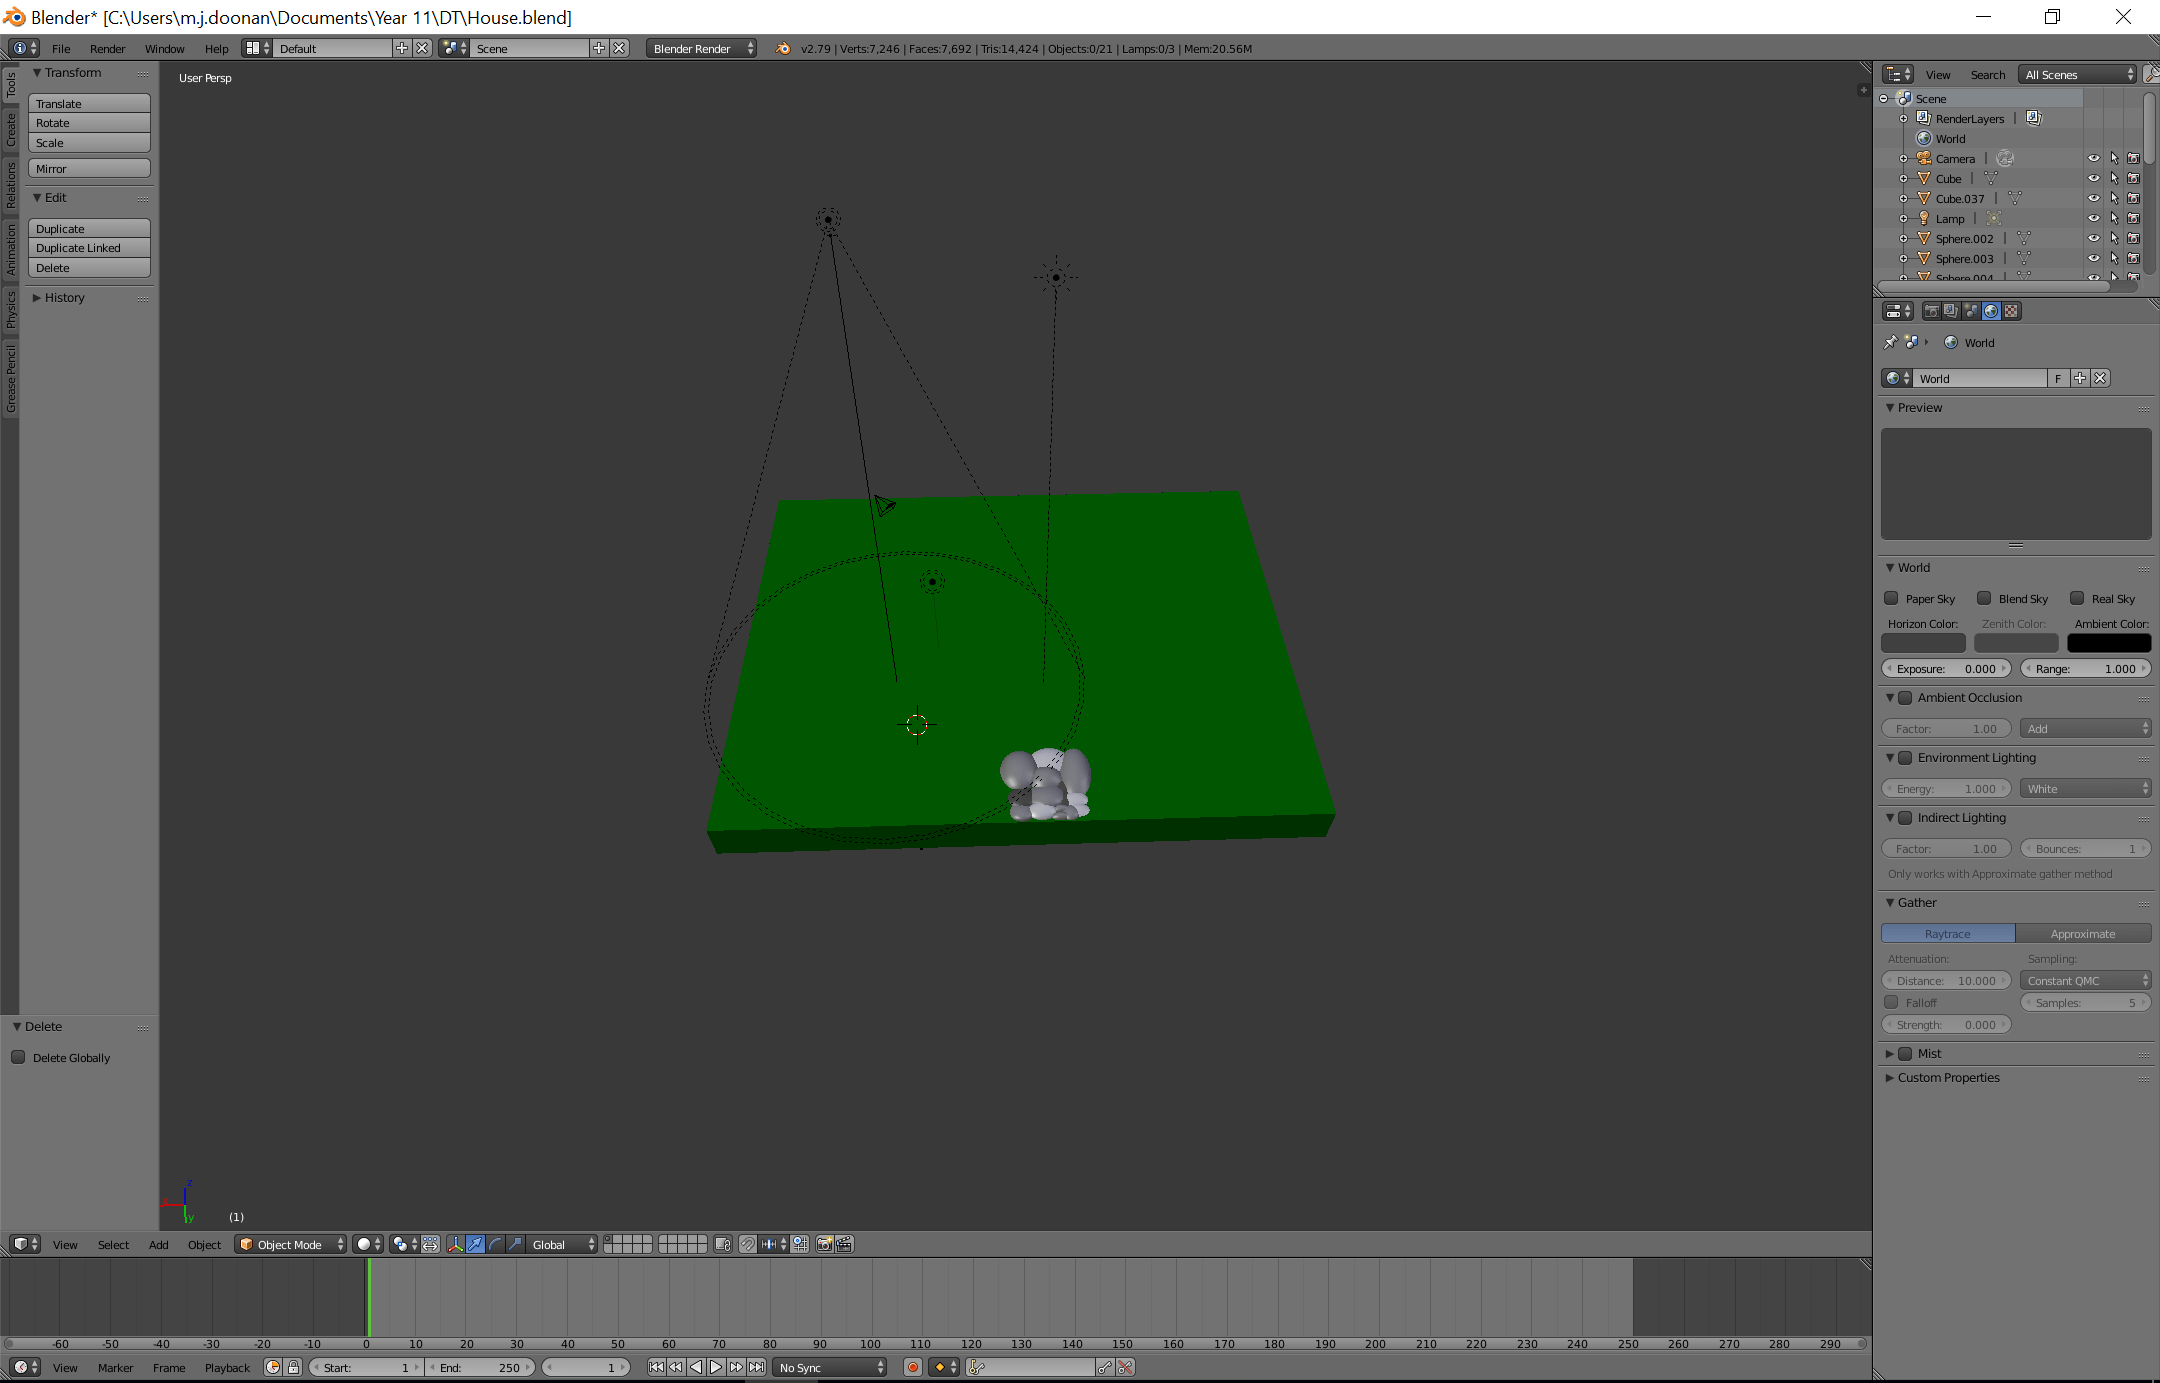 Blender* [C:\Users\m.j.doonan\Documents\Year 11\DT\House.blend]
File Render Window Help Default Scene Blender Render v2.79 | Verts:7,246 | Faces:7,692 | Tris:14,424 | Objects:0/21 | Lamps:0/3 | Mem:20.56M
Tools
Create
Relations
Animation
Physics
Grease Pencil
Transform
Translate
Rotate
Scale
Mirror
Edit
Duplicate
Duplicate Linked
Delete
History
Delete
Delete Globally
User Persp
z
y
(1)
View Search All Scenes
Scene
RenderLayers |
World
Camera |
Cube |
Cube.037 |
Lamp |
Sphere.002 |
Sphere.003 |
Sphere.004
World
World F
Preview
World
Paper Sky Blend Sky Real Sky
Horizon Color: Zenith Color: Ambient Color:
Exposure: 0.000 Range: 1.000
Ambient Occlusion
Factor: 1.00 Add
Environment Lighting
Energy: 1.000 White
Indirect Lighting
Factor: 1.00 Bounces: 1
Only works with Approximate gather method
Gather
Raytrace Approximate
Attenuation: Sampling:
Distance: 10.000 Constant QMC
Falloff Samples: 5
Strength: 0.000
Mist
Custom Properties
View Select Add Object Object Mode Global
-60 -50 -40 -30 -20 -10 0 10 20 30 40 50 60 70 80 90 100 110 120 130 140 150 160 170 180 190 200 210 220 230 240 250 260 270 280 290
View Marker Frame Playback Start: 1 End: 250 1 No Sync